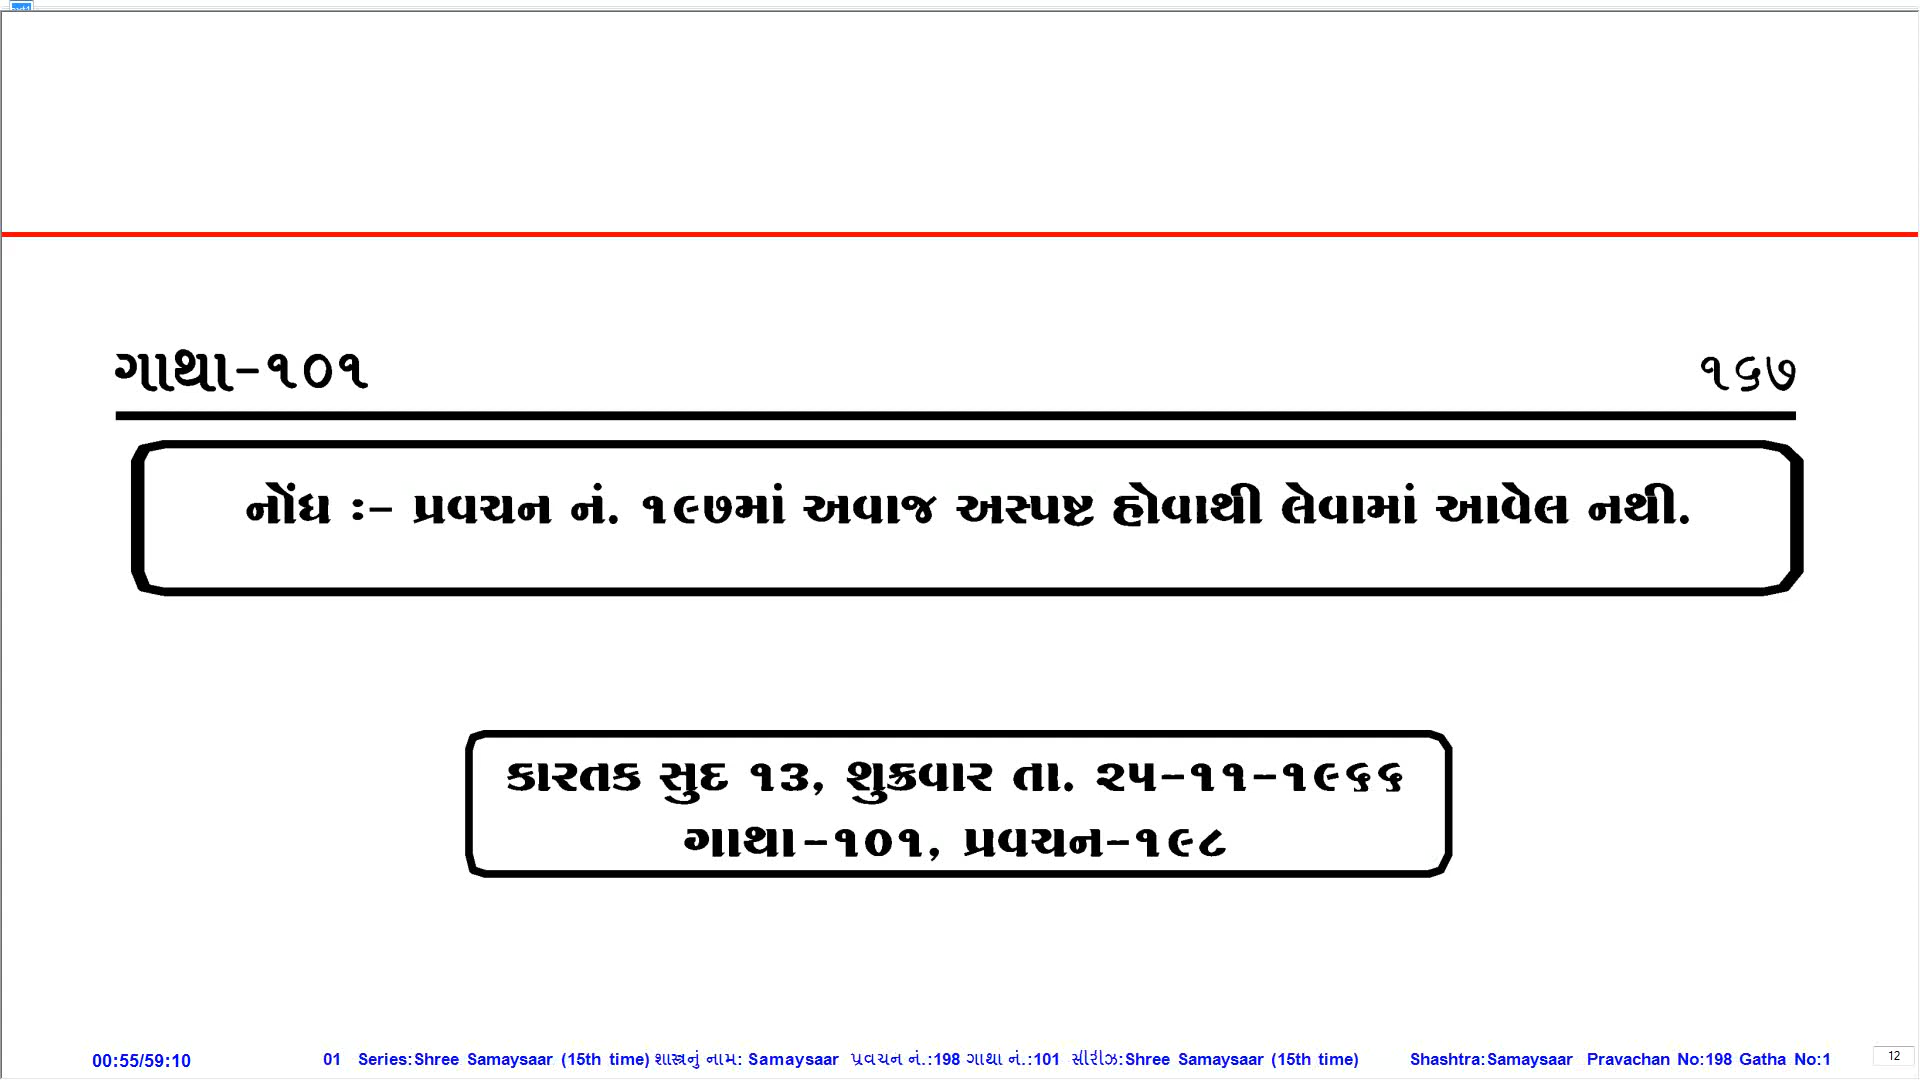 ગાથા-૧૦૧ ૧૬૭
નોંધ :- પ્રવચન નં. ૧૯૭માં અવાજ અસ્પષ્ટ હોવાથી લેવામાં આવેલ નથી.
કારતક સુદ ૧૩, શુક્રવાર તા. ૨૫-૧૧-૧૯૬૬
ગાથા-૧૦૧, પ્રવચન-૧૯૮
00:55/59:10 01 Series:Shree Samaysaar (15th time) શાસ્ત્રનું નામ: Samaysaar પ્રવચન નં.:198 ગાથા નં.:101 સીરીઝ:Shree Samaysaar (15th time) Shashtra:Samaysaar Pravachan No:198 Gatha No:1 12